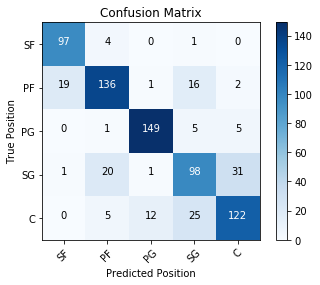 Confusion Matrix
True Position
SF 97 4 0 1 0
PF 19 136 1 16 2
PG 0 1 149 5 5
SG 1 20 1 98 31
C 0 5 12 25 122
SF PF PG SG C
Predicted Position
140
120
100
80
60
40
20
0